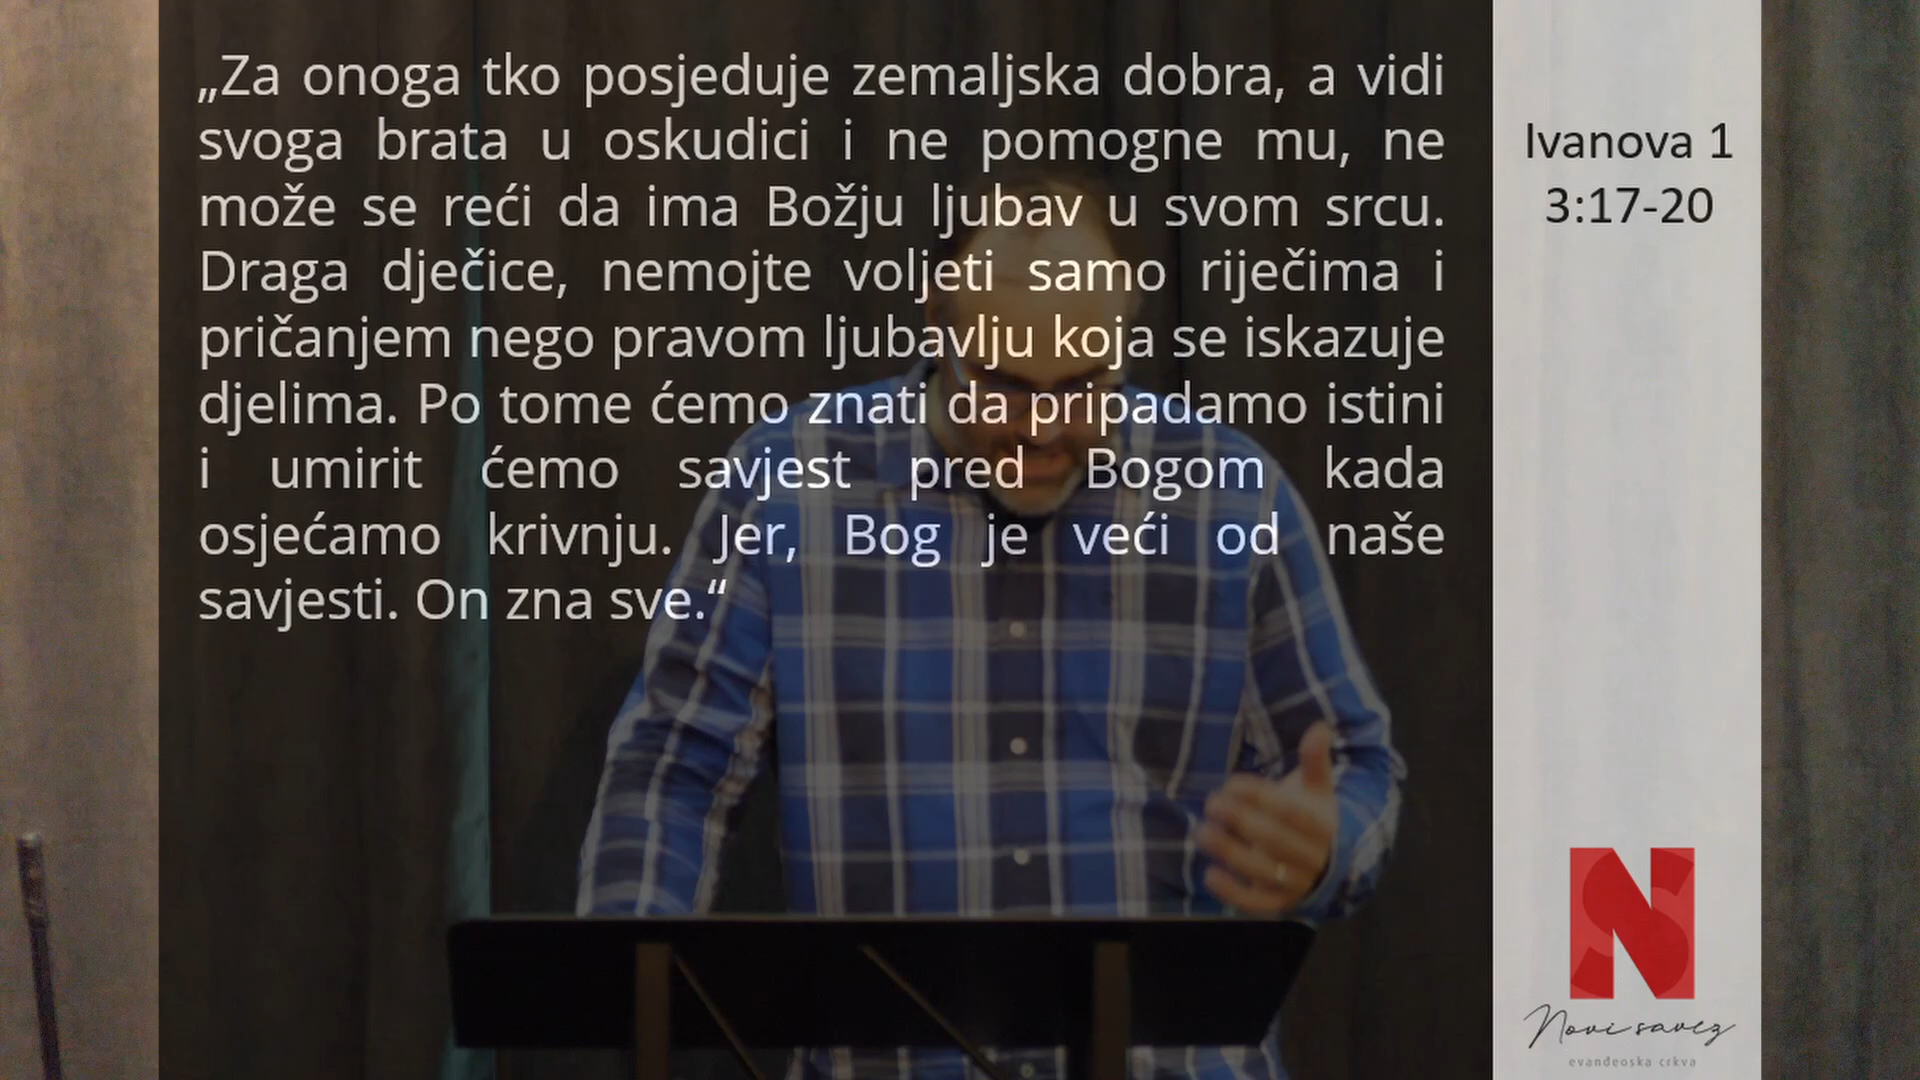 „Za onoga tko posjeduje zemaljska dobra, a vidi
svoga brata u oskudici i ne pomogne mu, ne
može se reći da ima Božju ljubav u svom srcu.
Draga dječice, nemojte voljeti samo riječima i
pričanjem nego pravom ljubavlju koja se iskazuje
djelima. Po tome ćemo znati da pripadamo istini
i umirit ćemo savjest pred Bogom kada
osjećamo krivnju. Jer, Bog je veći od naše
savjesti. On zna sve.“
Ivanova 1
3:17-20
N
Novi savez
evanđeoska crkva